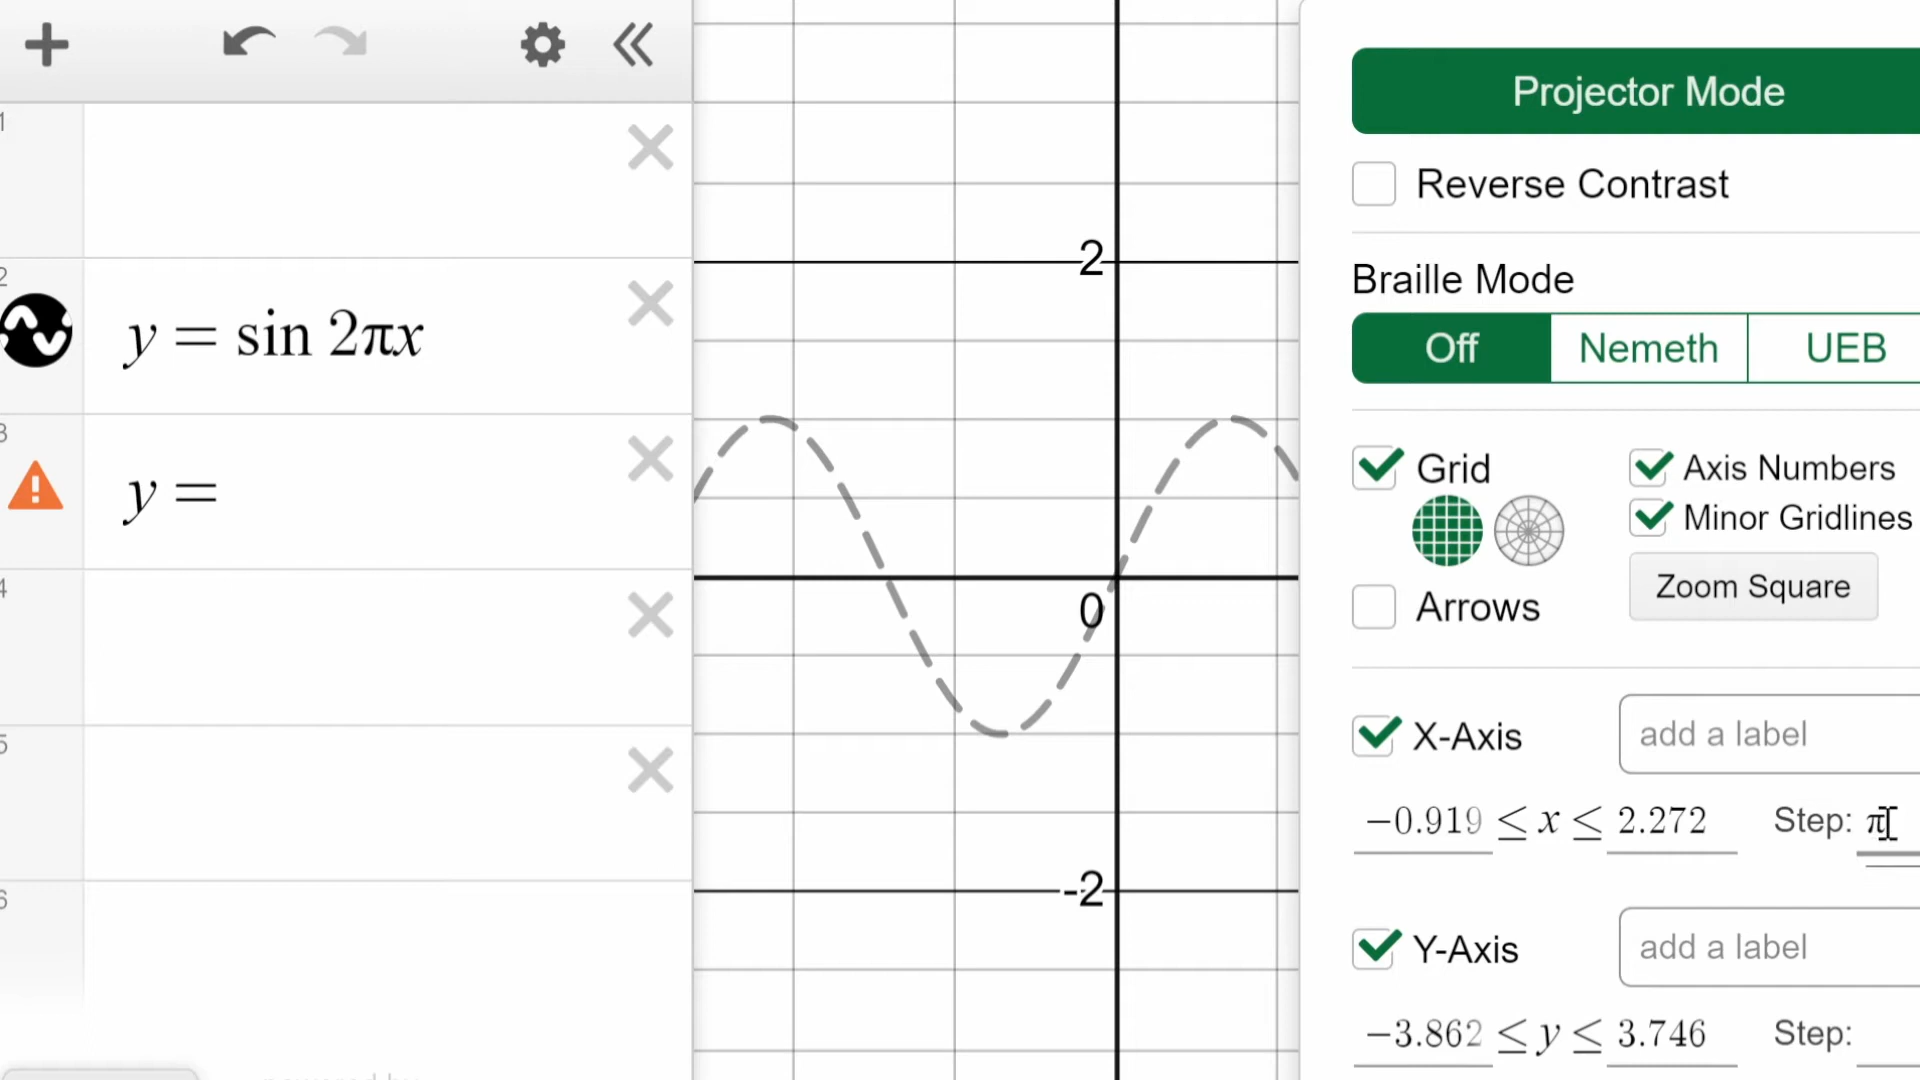 1
2
y = sin 2πx
3
y =
4
5
6
powered by
2
0
-2
Projector Mode
Reverse Contrast
Braille Mode
Off Nemeth UEB
Grid
Axis Numbers
Minor Gridlines
Arrows
Zoom Square
X-Axis
add a label
−0.919 ≤ x ≤ 2.272 Step: π
Y-Axis
add a label
−3.862 ≤ y ≤ 3.746 Step: